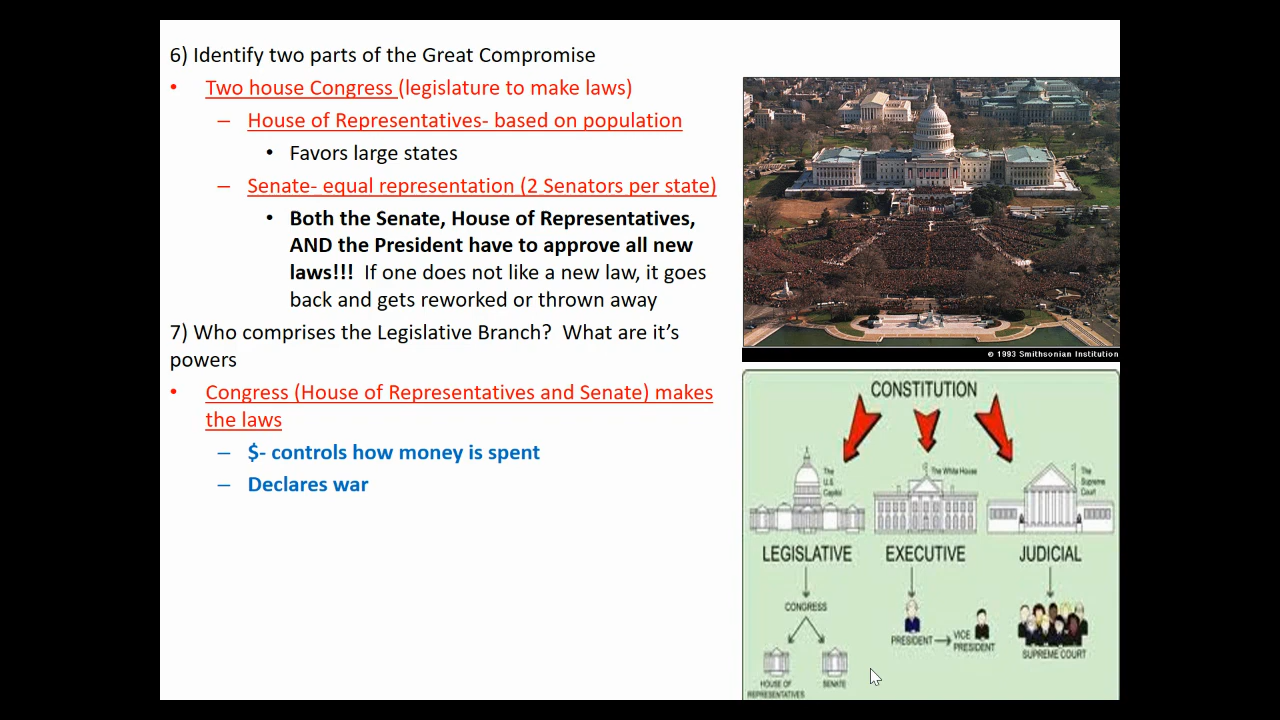 6) Identify two parts of the Great Compromise
• Two house Congress (legislature to make laws)
– House of Representatives- based on population
• Favors large states
– Senate- equal representation (2 Senators per state)
• Both the Senate, House of Representatives,
AND the President have to approve all new
laws!!! If one does not like a new law, it goes
back and gets reworked or thrown away
7) Who comprises the Legislative Branch? What are it’s
powers
• Congress (House of Representatives and Senate) makes
the laws
– $- controls how money is spent
– Declares war
© 1993 Smithsonian Institution
CONSTITUTION
The
U.S.
Capitol
The White House
The
Supreme
Court
LEGISLATIVE
EXECUTIVE
JUDICIAL
CONGRESS
PRESIDENT
VICE
PRESIDENT
SUPREME COURT
HOUSE OF
REPRESENTATIVES
SENATE